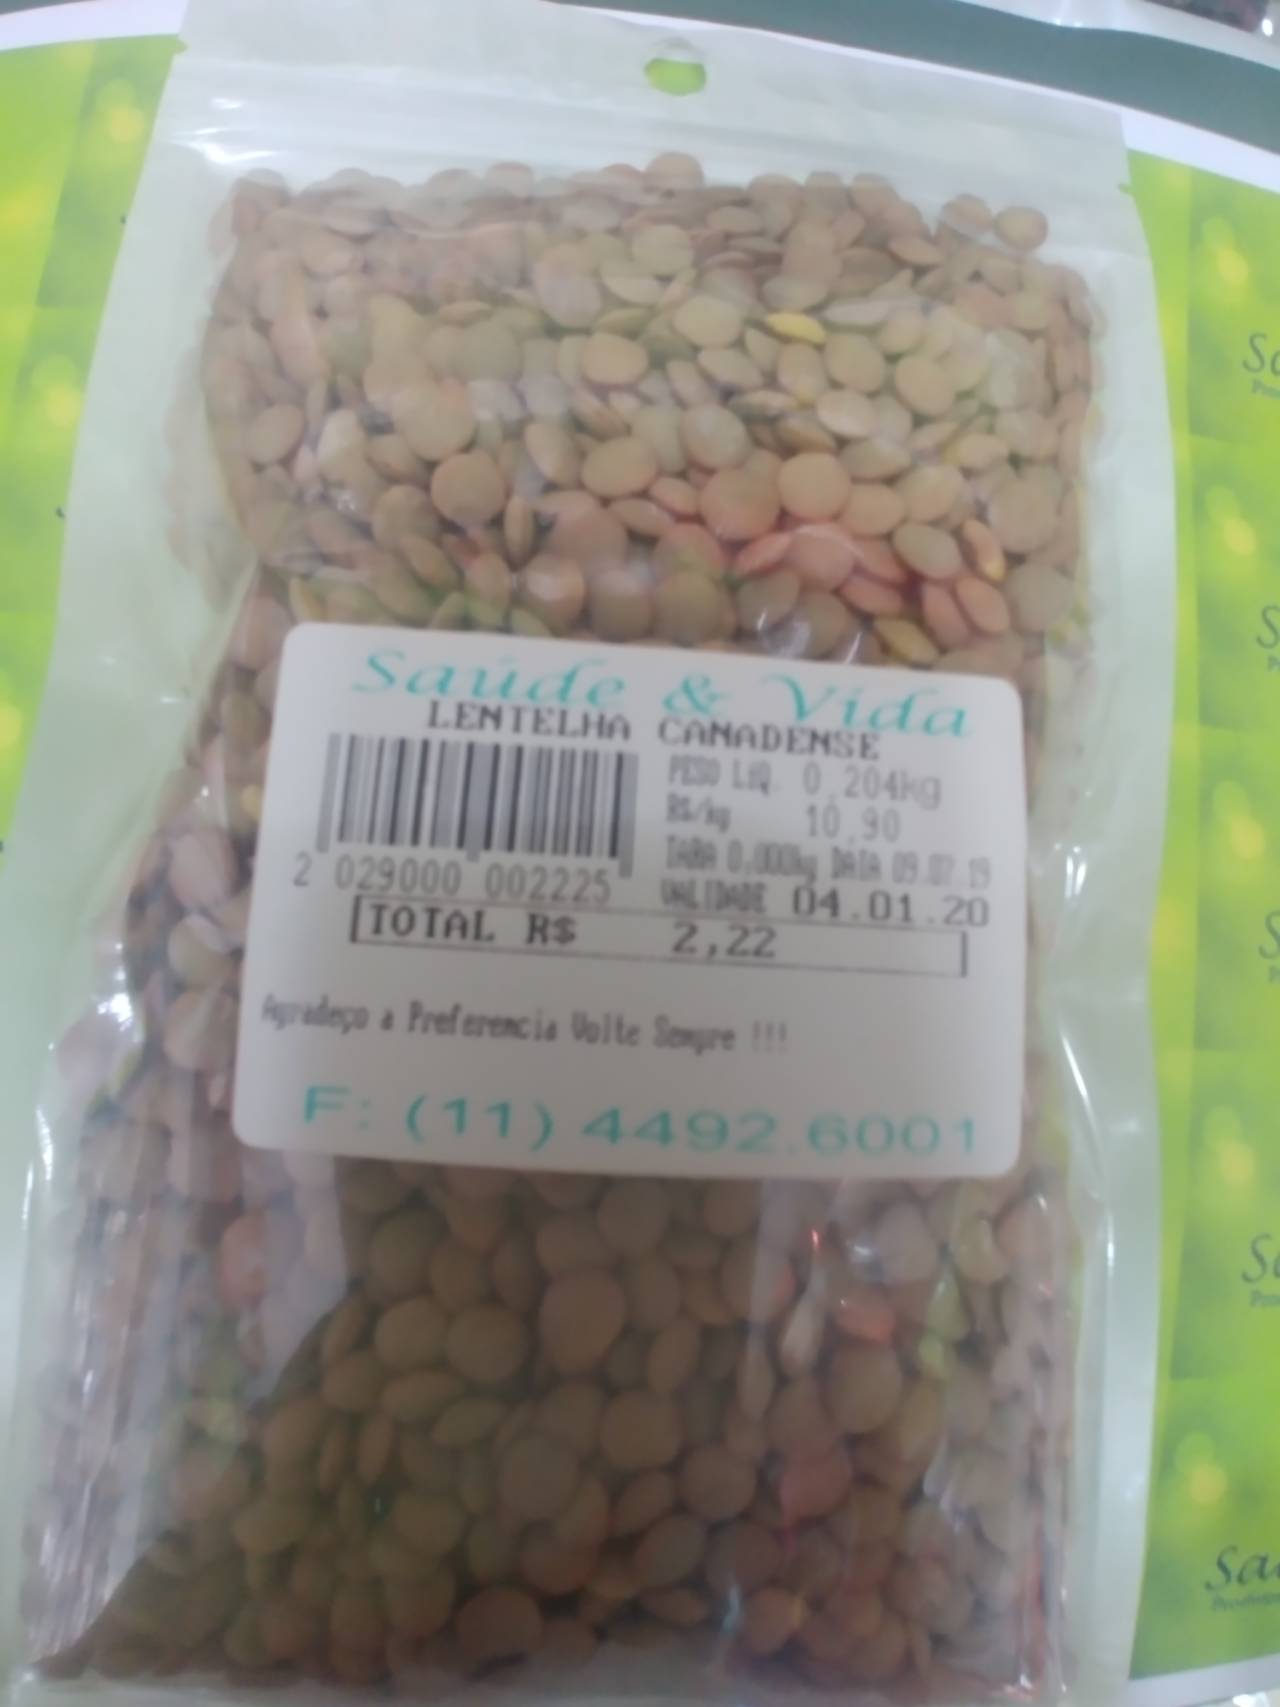 Saúde & Vida
LENTELHA CANADENSE
PESO LIQ. 0,204kg
R$/kg 10,90
TARA 0,000kg DATA 09.07.19
2 029000 002225
VALIDADE 04.01.20
TOTAL R$ 2,22
Agradeço a Preferencia Volte Sempre !!!
F: (11) 4492.6001